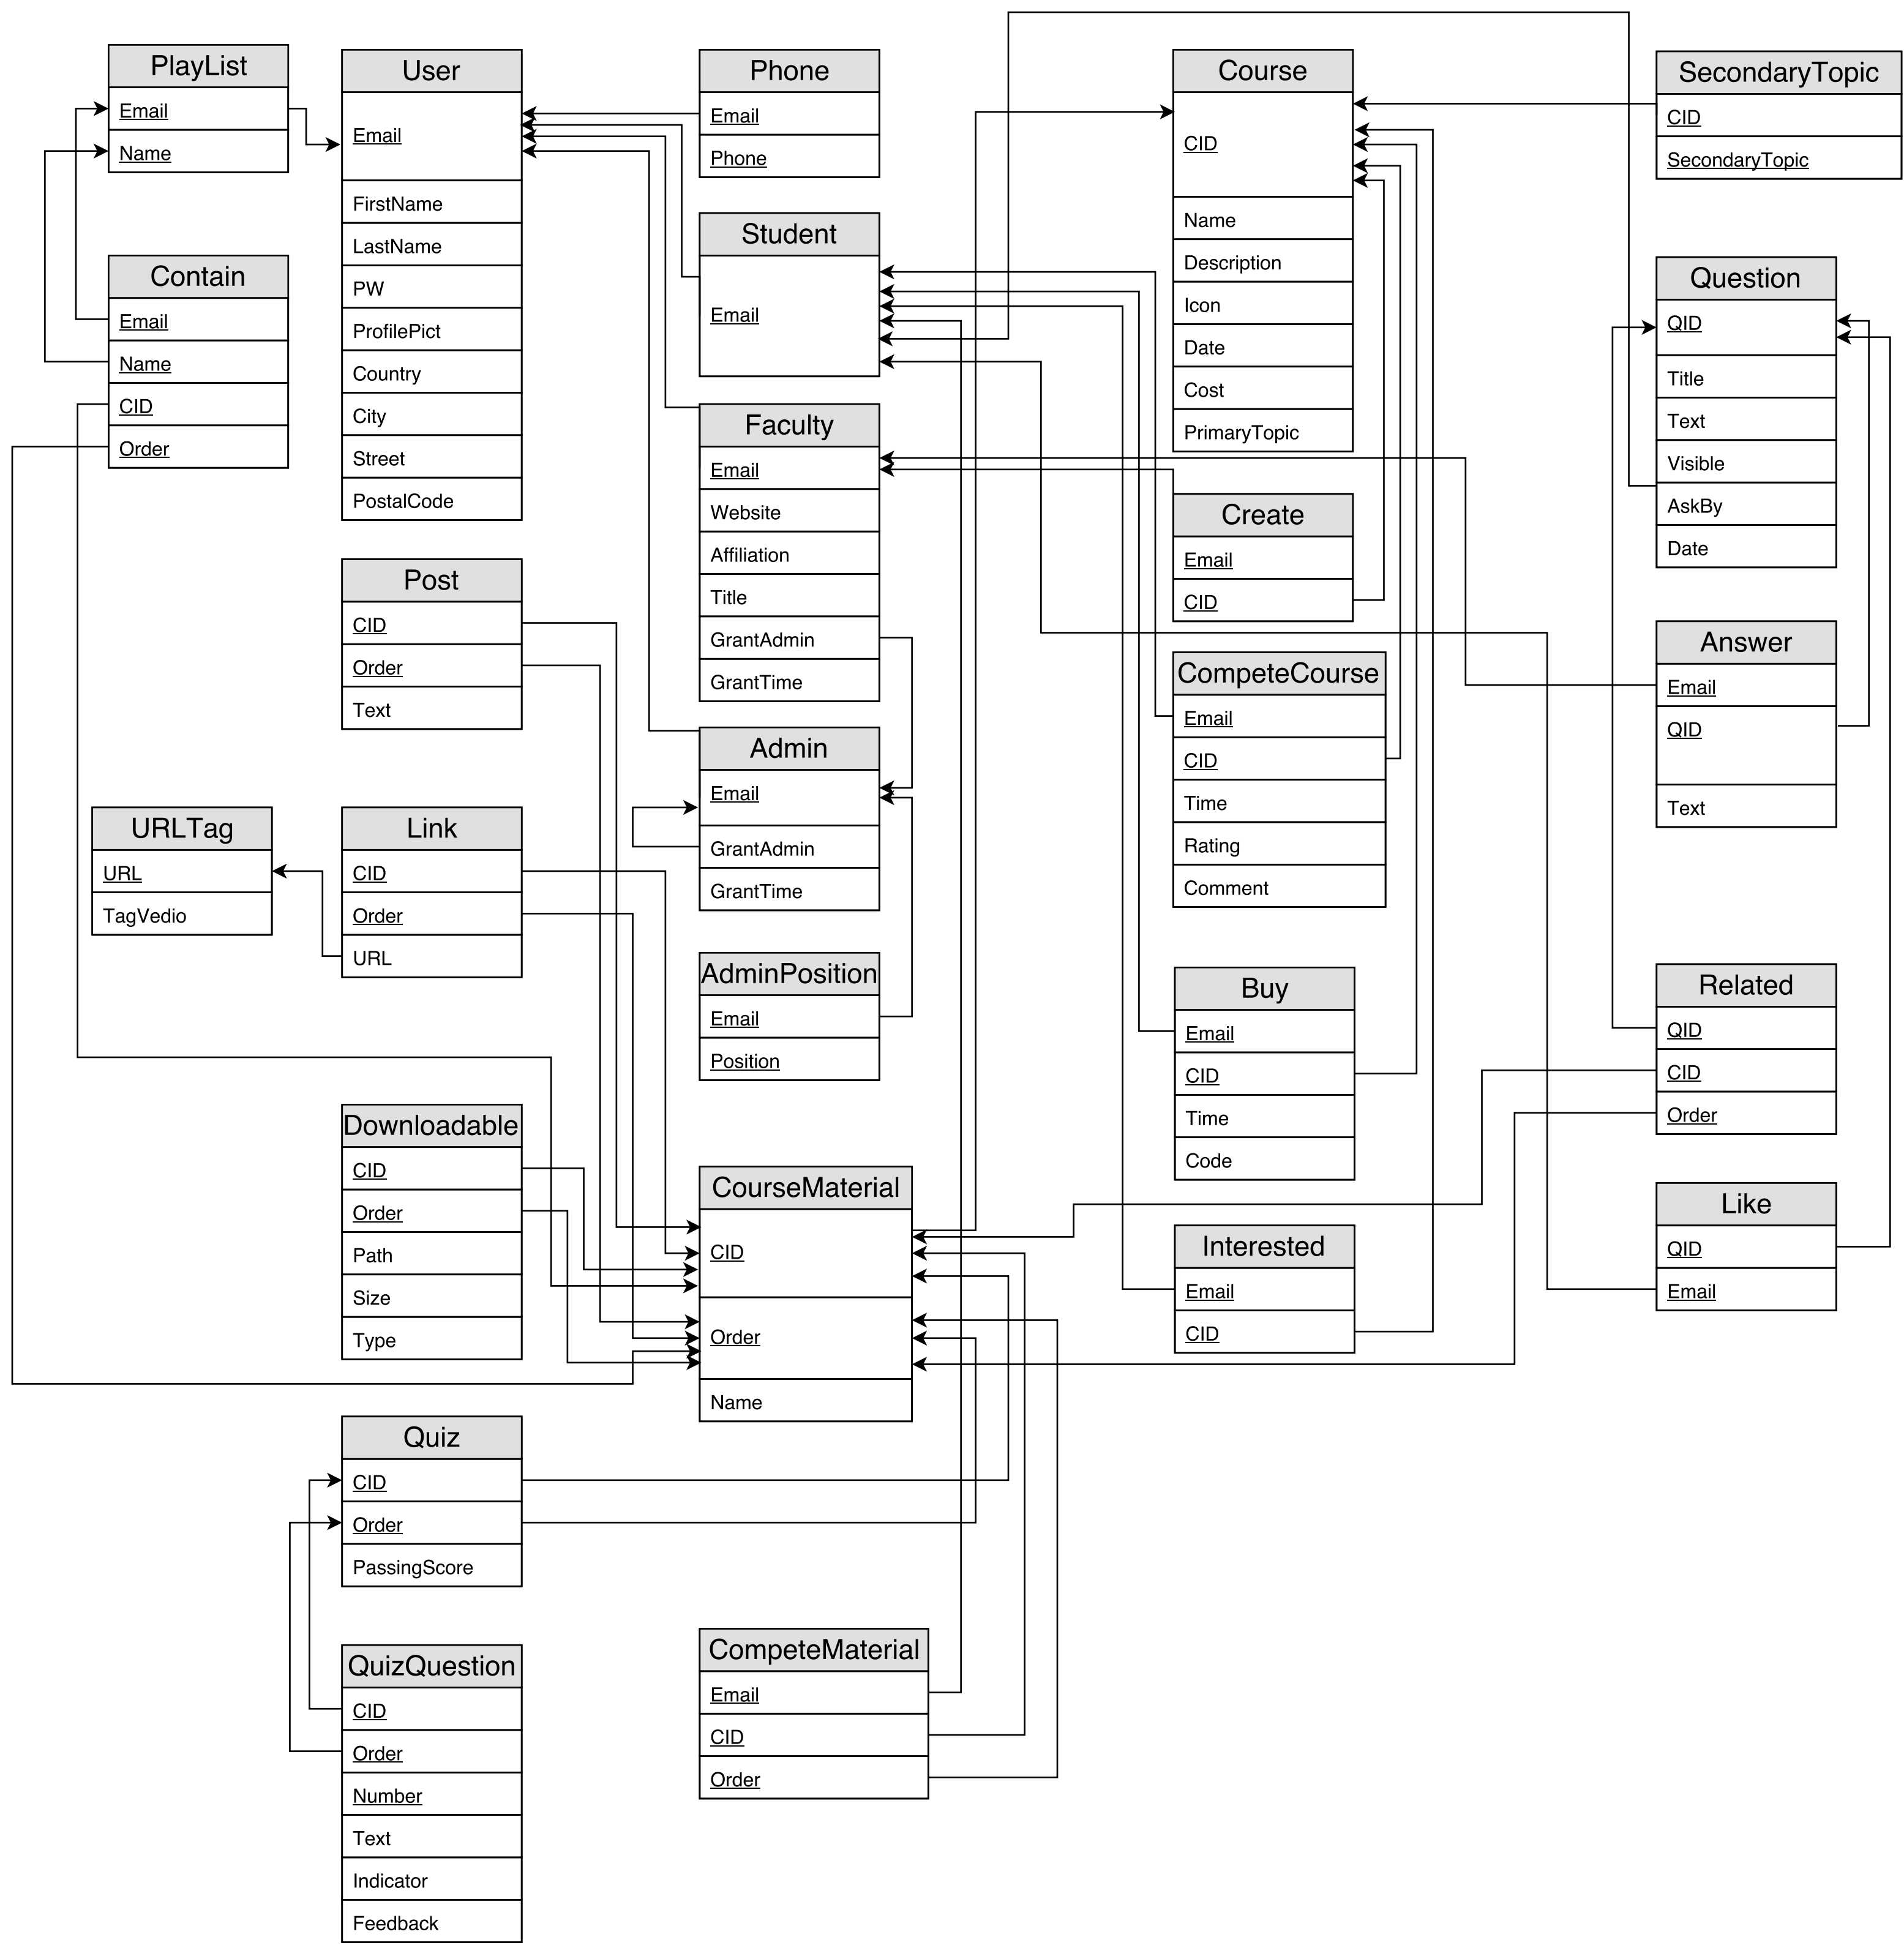 PlayList
Email
Name
Contain
Email
Name
CID
Order
URLTag
URL
TagVedio
User
Email
FirstName
LastName
PW
ProfilePict
Country
City
Street
PostalCode
Post
CID
Order
Text
Link
CID
Order
URL
Downloadable
CID
Order
Path
Size
Type
Quiz
CID
Order
PassingScore
QuizQuestion
CID
Order
Number
Text
Indicator
Feedback
Phone
Email
Phone
Student
Email
Faculty
Email
Website
Affiliation
Title
GrantAdmin
GrantTime
Admin
Email
GrantAdmin
GrantTime
AdminPosition
Email
Position
CourseMaterial
CID
Order
Name
CompeteMaterial
Email
CID
Order
Course
CID
Name
Description
Icon
Date
Cost
PrimaryTopic
Create
Email
CID
CompeteCourse
Email
CID
Time
Rating
Comment
Buy
Email
CID
Time
Code
Interested
Email
CID
SecondaryTopic
CID
SecondaryTopic
Question
QID
Title
Text
Visible
AskBy
Date
Answer
Email
QID
Text
Related
QID
CID
Order
Like
QID
Email